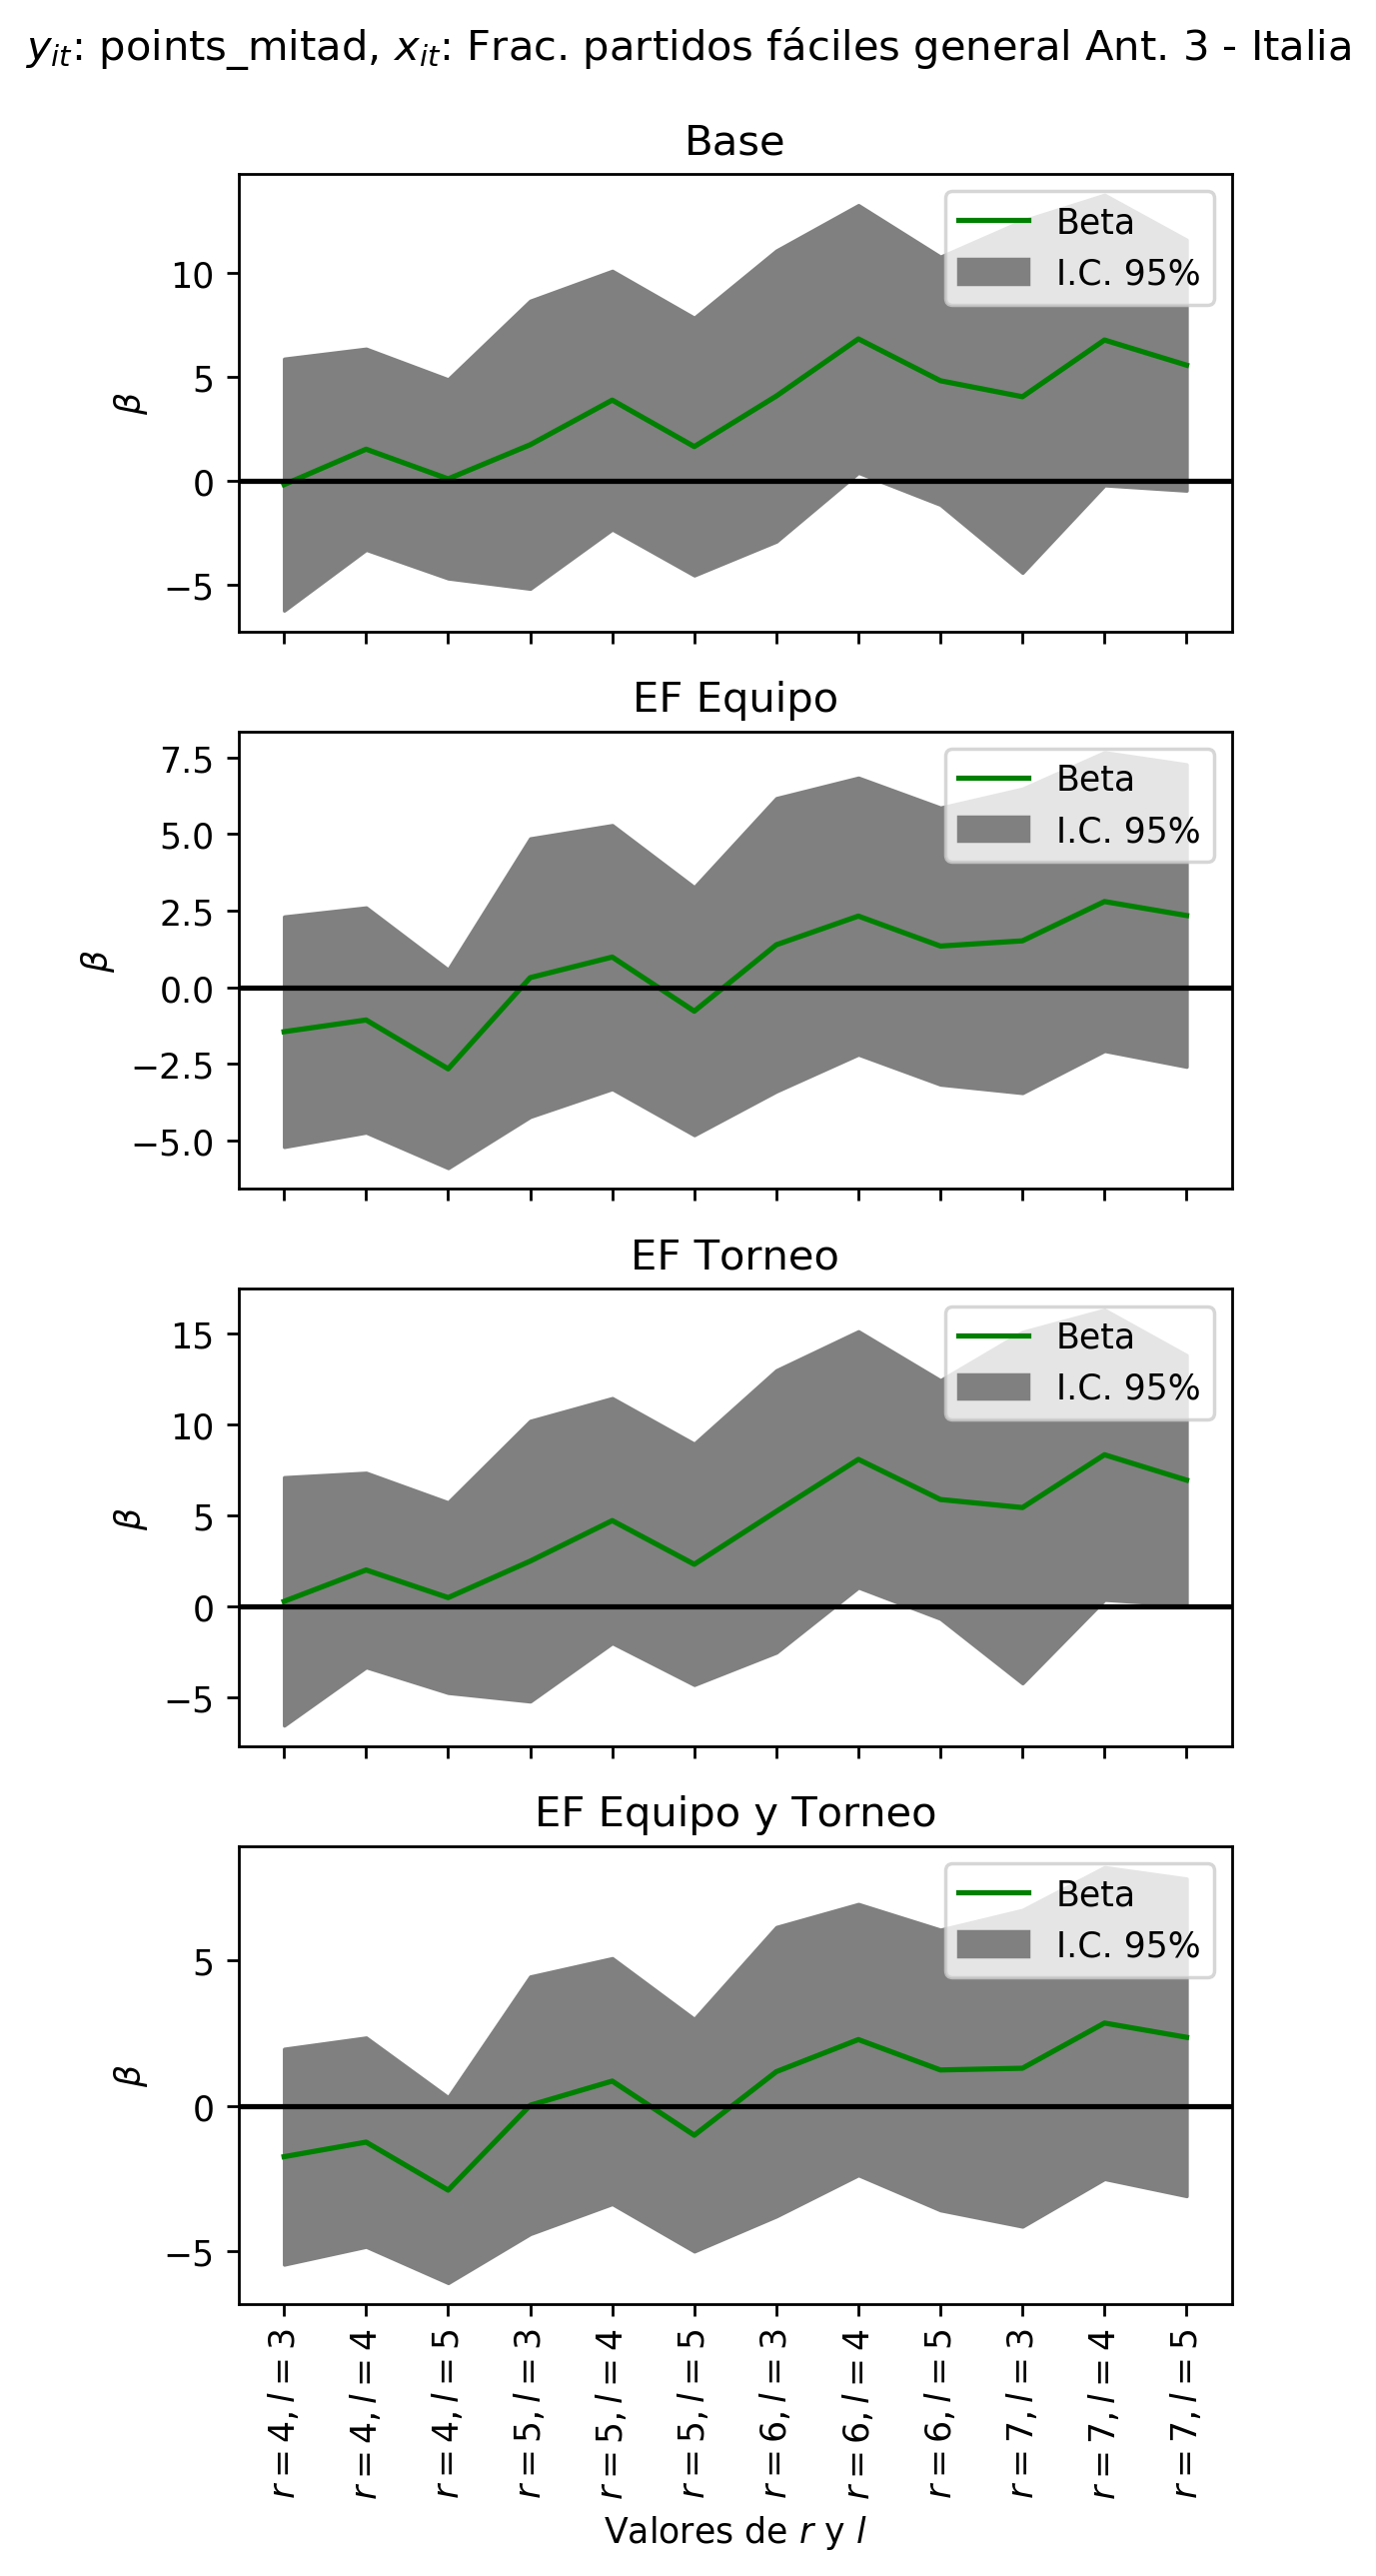 y_it: points_mitad, x_it: Frac. partidos fáciles general Ant. 3 - Italia
Base
Beta
I.C. 95%
10
5
0
−5
β
EF Equipo
Beta
I.C. 95%
7.5
5.0
2.5
0.0
−2.5
−5.0
β
EF Torneo
Beta
I.C. 95%
15
10
5
0
−5
β
EF Equipo y Torneo
Beta
I.C. 95%
5
0
−5
β
r = 4, l = 3
r = 4, l = 4
r = 4, l = 5
r = 5, l = 3
r = 5, l = 4
r = 5, l = 5
r = 6, l = 3
r = 6, l = 4
r = 6, l = 5
r = 7, l = 3
r = 7, l = 4
r = 7, l = 5
Valores de r y l